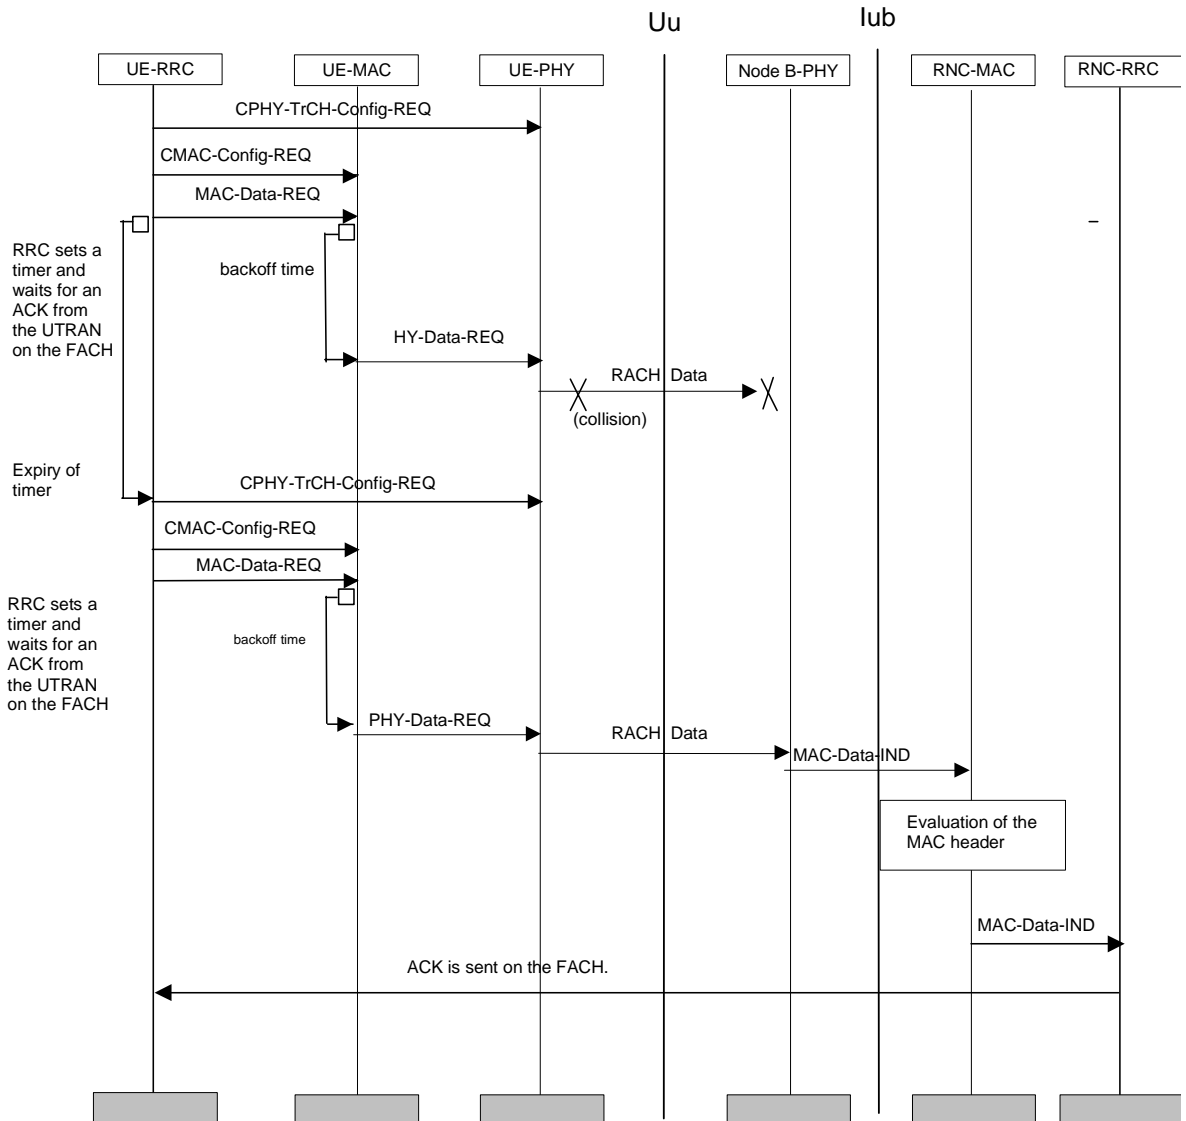 Uu
Iub
UE-RRC
UE-MAC
UE-PHY
Node B-PHY
RNC-MAC
RNC-RRC
CPHY-TrCH-Config-REQ
CMAC-Config-REQ
MAC-Data-REQ
RRC sets a
timer and
waits for an
ACK from
the UTRAN
on the FACH
backoff time
HY-Data-REQ
RACH Data
(collision)
Expiry of
timer
CPHY-TrCH-Config-REQ
CMAC-Config-REQ
MAC-Data-REQ
RRC sets a
timer and
waits for an
ACK from
the UTRAN
on the FACH
backoff time
PHY-Data-REQ
RACH Data
MAC-Data-IND
Evaluation of the
MAC header
MAC-Data-IND
ACK is sent on the FACH.